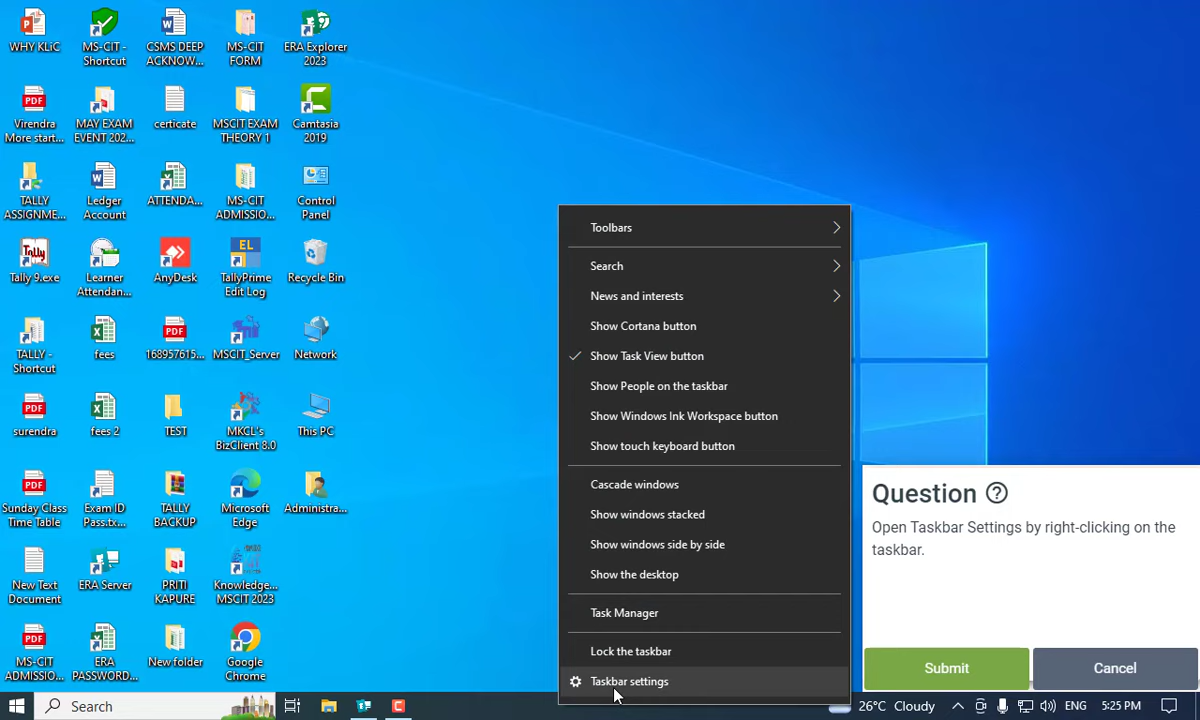 WHY KLiC
MS-CIT -
Shortcut
CSMS DEEP
ACKNOW...
MS-CIT
FORM
ERA Explorer
2023
PDF
Virendra
More start...
MAY EXAM
EVENT 202...
certicate
MSCIT EXAM
THEORY 1
Camtasia
2019
TALLY
ASSIGNME...
Ledger
Account
ATTENDA...
MS-CIT
ADMISSIO...
Control
Panel
Tally
Tally 9.exe
Learner
Attendan...
AnyDesk
EL
TallyPrime
Edit Log
Recycle Bin
TALLY -
Shortcut
fees
PDF
168957615...
MSCIT_Server
Network
PDF
surendra
fees 2
TEST
MKCL's
BizClient 8.0
This PC
PDF
Sunday Class
Time Table
Exam ID
Pass.tx...
TALLY
BACKUP
Microsoft
Edge
Administra...
New Text
Document
ERA Server
PRITI
KAPURE
Knowledge...
MSCIT 2023
PDF
MS-CIT
ADMISSIO...
ERA
PASSWORD...
New folder
Google
Chrome
Toolbars
Search
News and interests
Show Cortana button
Show Task View button
Show People on the taskbar
Show Windows Ink Workspace button
Show touch keyboard button
Cascade windows
Show windows stacked
Show windows side by side
Show the desktop
Task Manager
Lock the taskbar
Taskbar settings
Question ?
Open Taskbar Settings by right-clicking on the
taskbar.
Submit
Cancel
Search
26°C Cloudy
ENG
5:25 PM